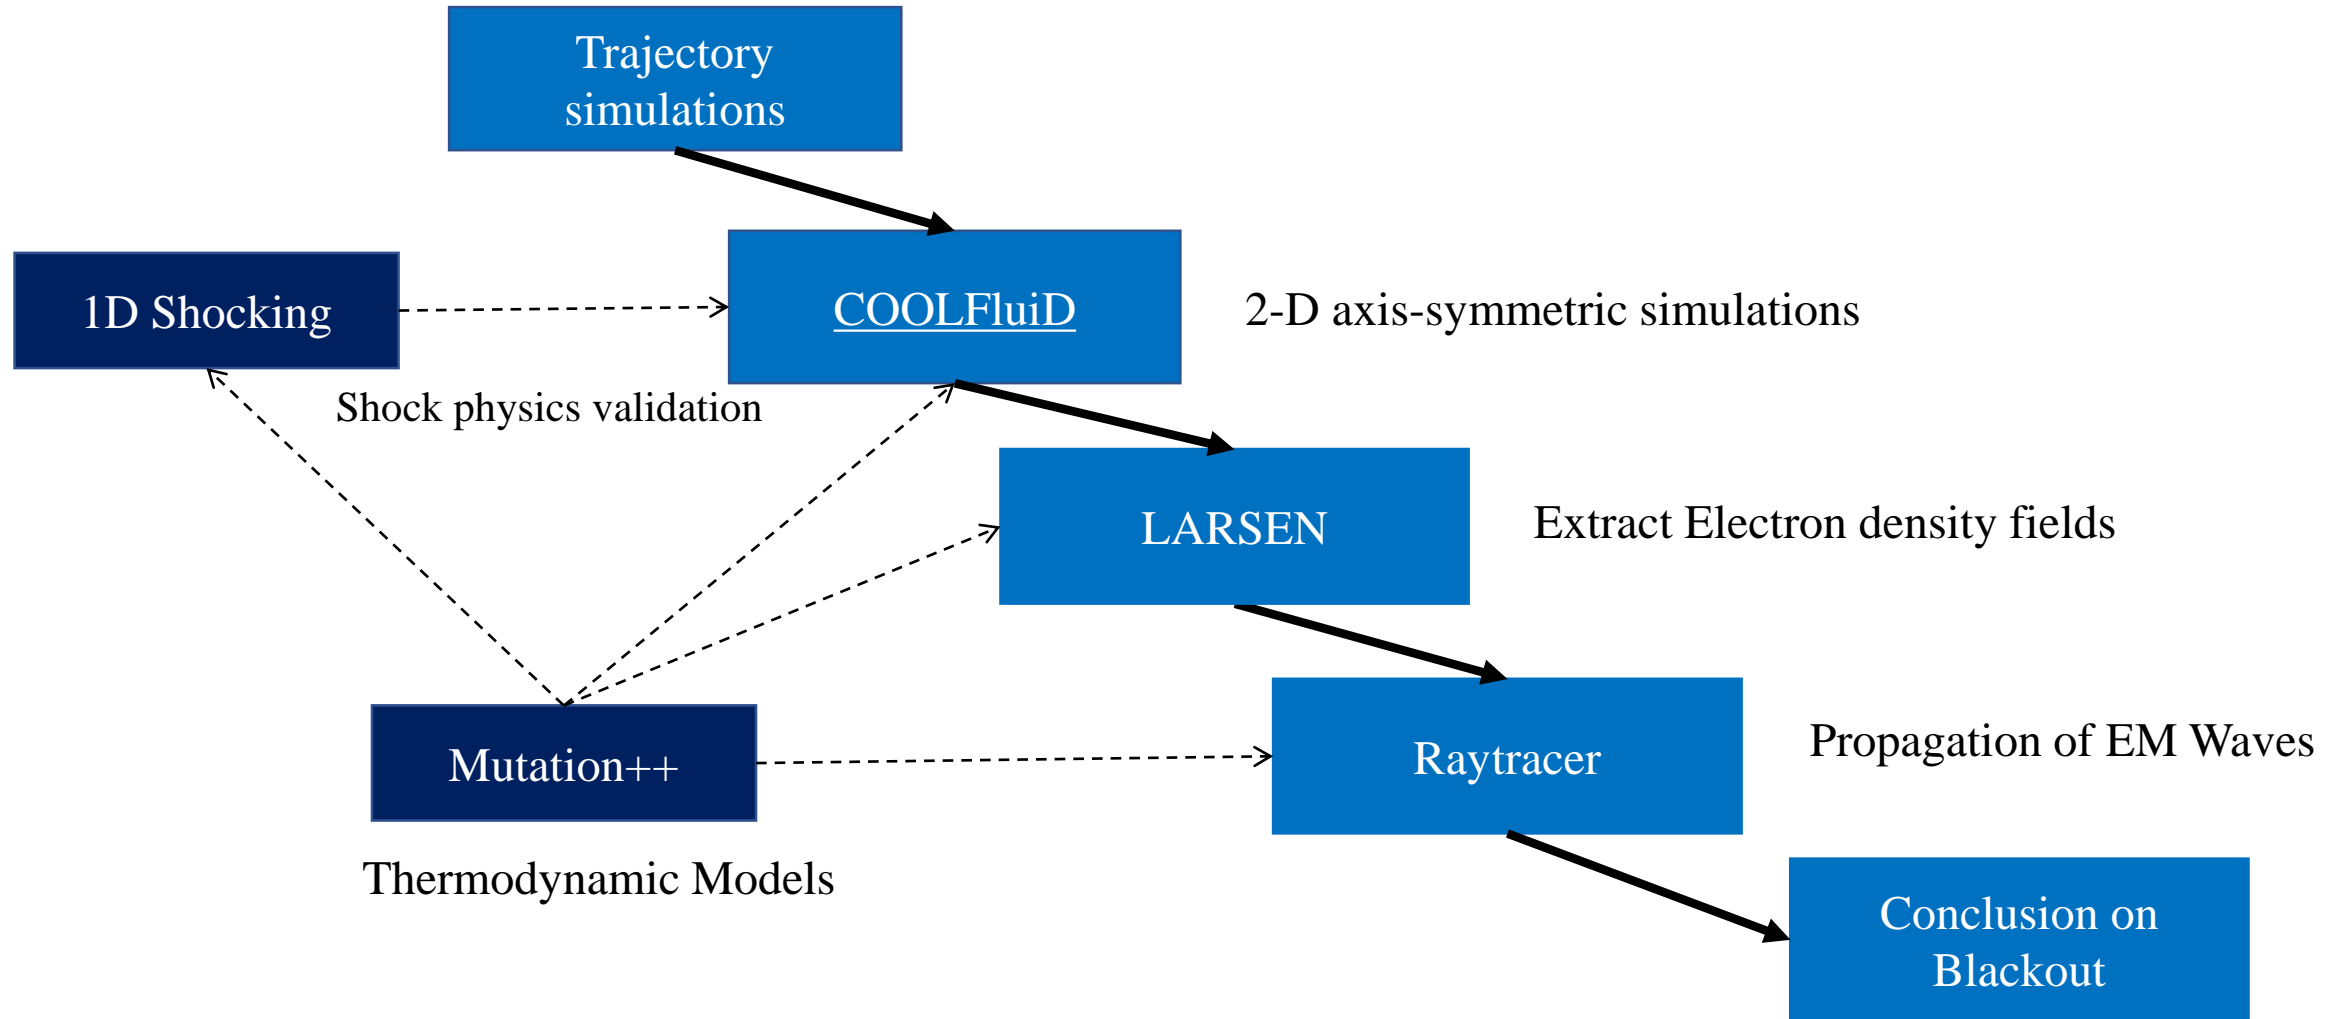 Trajectory
simulations
1D Shocking
COOLFluiD
2-D axis-symmetric simulations
Shock physics validation
LARSEN
Extract Electron density fields
Mutation++
Raytracer
Propagation of EM Waves
Thermodynamic Models
Conclusion on
Blackout